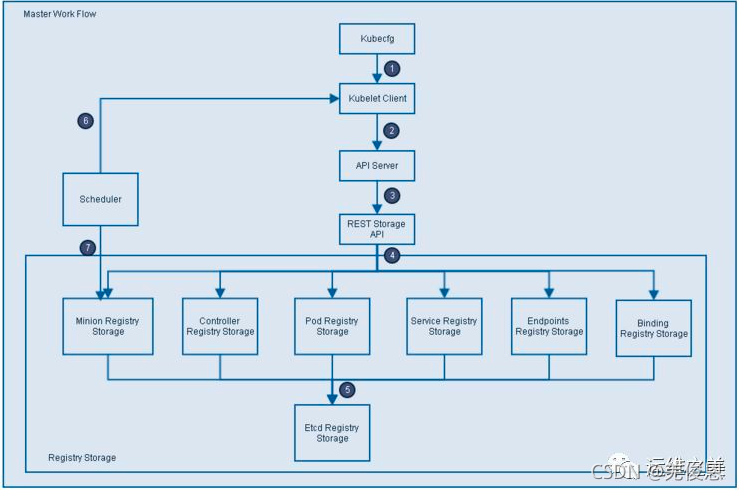 Master Work Flow
Kubecfg
1
Kubelet Client
6
2
API Server
3
Scheduler
REST Storage
API
7
4
Minion Registry
Storage
Controller
Registry Storage
Pod Registry
Storage
Service Registry
Storage
Endpoints
Registry Storage
Binding
Registry Storage
5
Etcd Registry
Storage
Registry Storage
CSDN